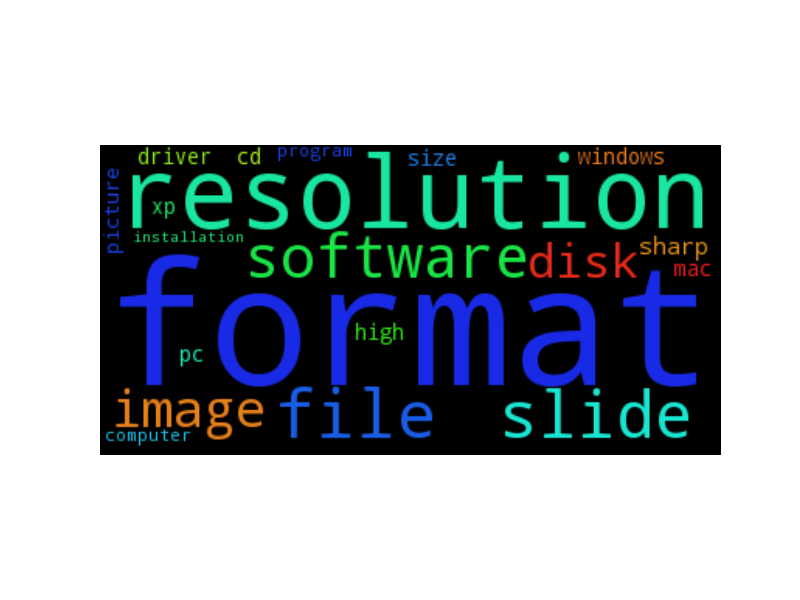 driver cd program size windows
picture resolution
xp
installation
software disk sharp
mac
format
high
pc
image file slide
computer